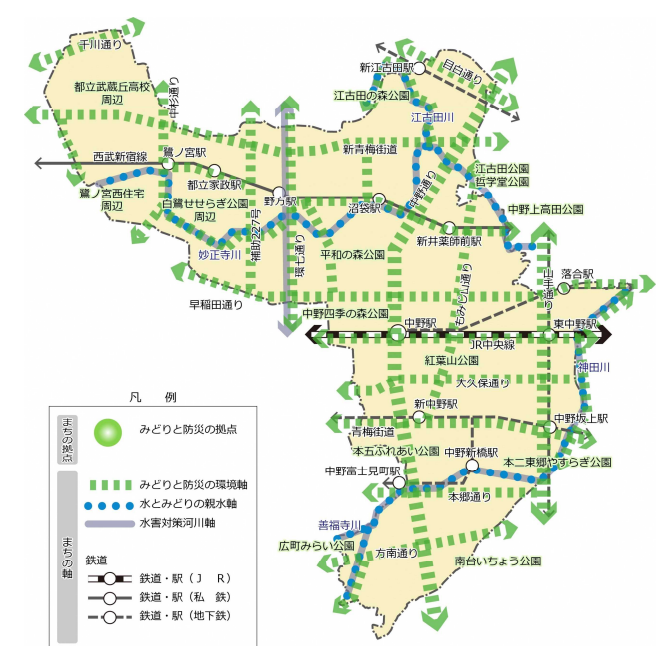 千川通り
都立武蔵丘高校
周辺
中杉通り
新江古田駅
目白通り
江古田の森公園
江古田川
新青梅街道
西武新宿線
鷺ノ宮駅
都立家政駅
野方駅
沼袋駅
中野通り
江古田公園
哲学堂公園
鷺ノ宮西住宅
周辺
白鷺せせらぎ公園
周辺
中野上高田公園
妙正寺川
補助227号
環七通り
平和の森公園
新井薬師前駅
もみじ山通り
山手通り
落合駅
早稲田通り
中野四季の森公園
中野駅
東中野駅
JR中央線
紅葉山公園
神田川
大久保通り
新中野駅
中野坂上駅
青梅街道
本五ふれあい公園
中野新橋駅
本二東郷やすらぎ公園
中野富士見町駅
本郷通り
善福寺川
広町みらい公園
方南通り
南台いちょう公園
凡 例
まちの拠点
みどりと防災の拠点
まちの軸
みどりと防災の環境軸
水とみどりの親水軸
水害対策河川軸
鉄道
鉄道・駅(J R)
鉄道・駅(私 鉄)
鉄道・駅(地下鉄)